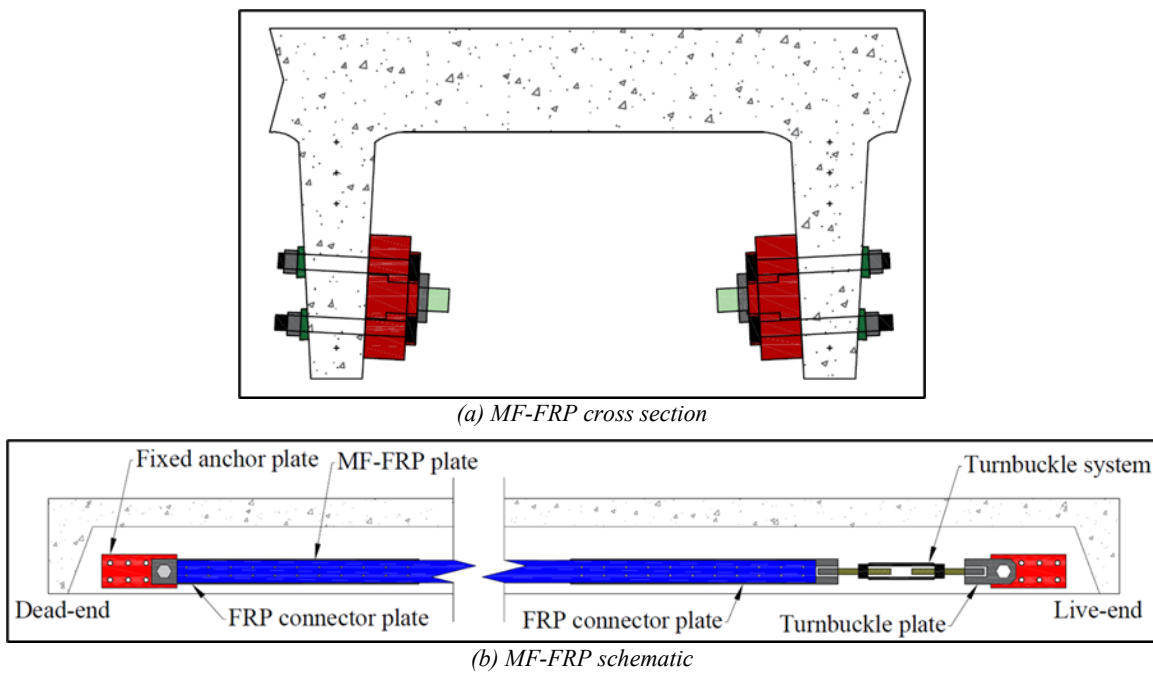 (a) MF-FRP cross section
Fixed anchor plate
MF-FRP plate
Turnbuckle system
Dead-end
FRP connector plate
FRP connector plate
Turnbuckle plate
Live-end
(b) MF-FRP schematic